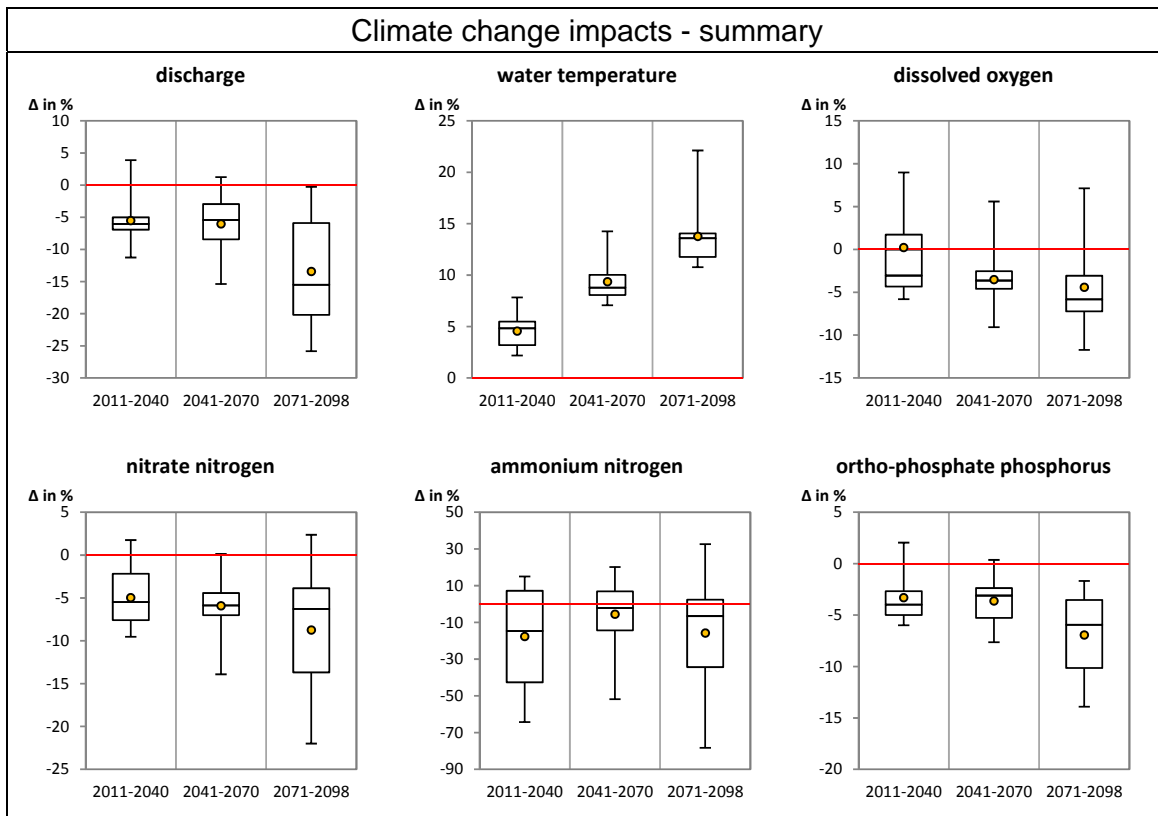 Climate change impacts - summary
discharge
Δ in %
10
5
0
-5
-10
-15
-20
-25
-30
2011-2040 2041-2070 2071-2098
water temperature
Δ in %
25
20
15
10
5
0
2011-2040 2041-2070 2071-2098
dissolved oxygen
Δ in %
15
10
5
0
-5
-10
-15
2011-2040 2041-2070 2071-2098
nitrate nitrogen
Δ in %
5
0
-5
-10
-15
-20
-25
2011-2040 2041-2070 2071-2098
ammonium nitrogen
Δ in %
50
30
10
-10
-30
-50
-70
-90
2011-2040 2041-2070 2071-2098
ortho-phosphate phosphorus
Δ in %
5
0
-5
-10
-15
-20
2011-2040 2041-2070 2071-2098